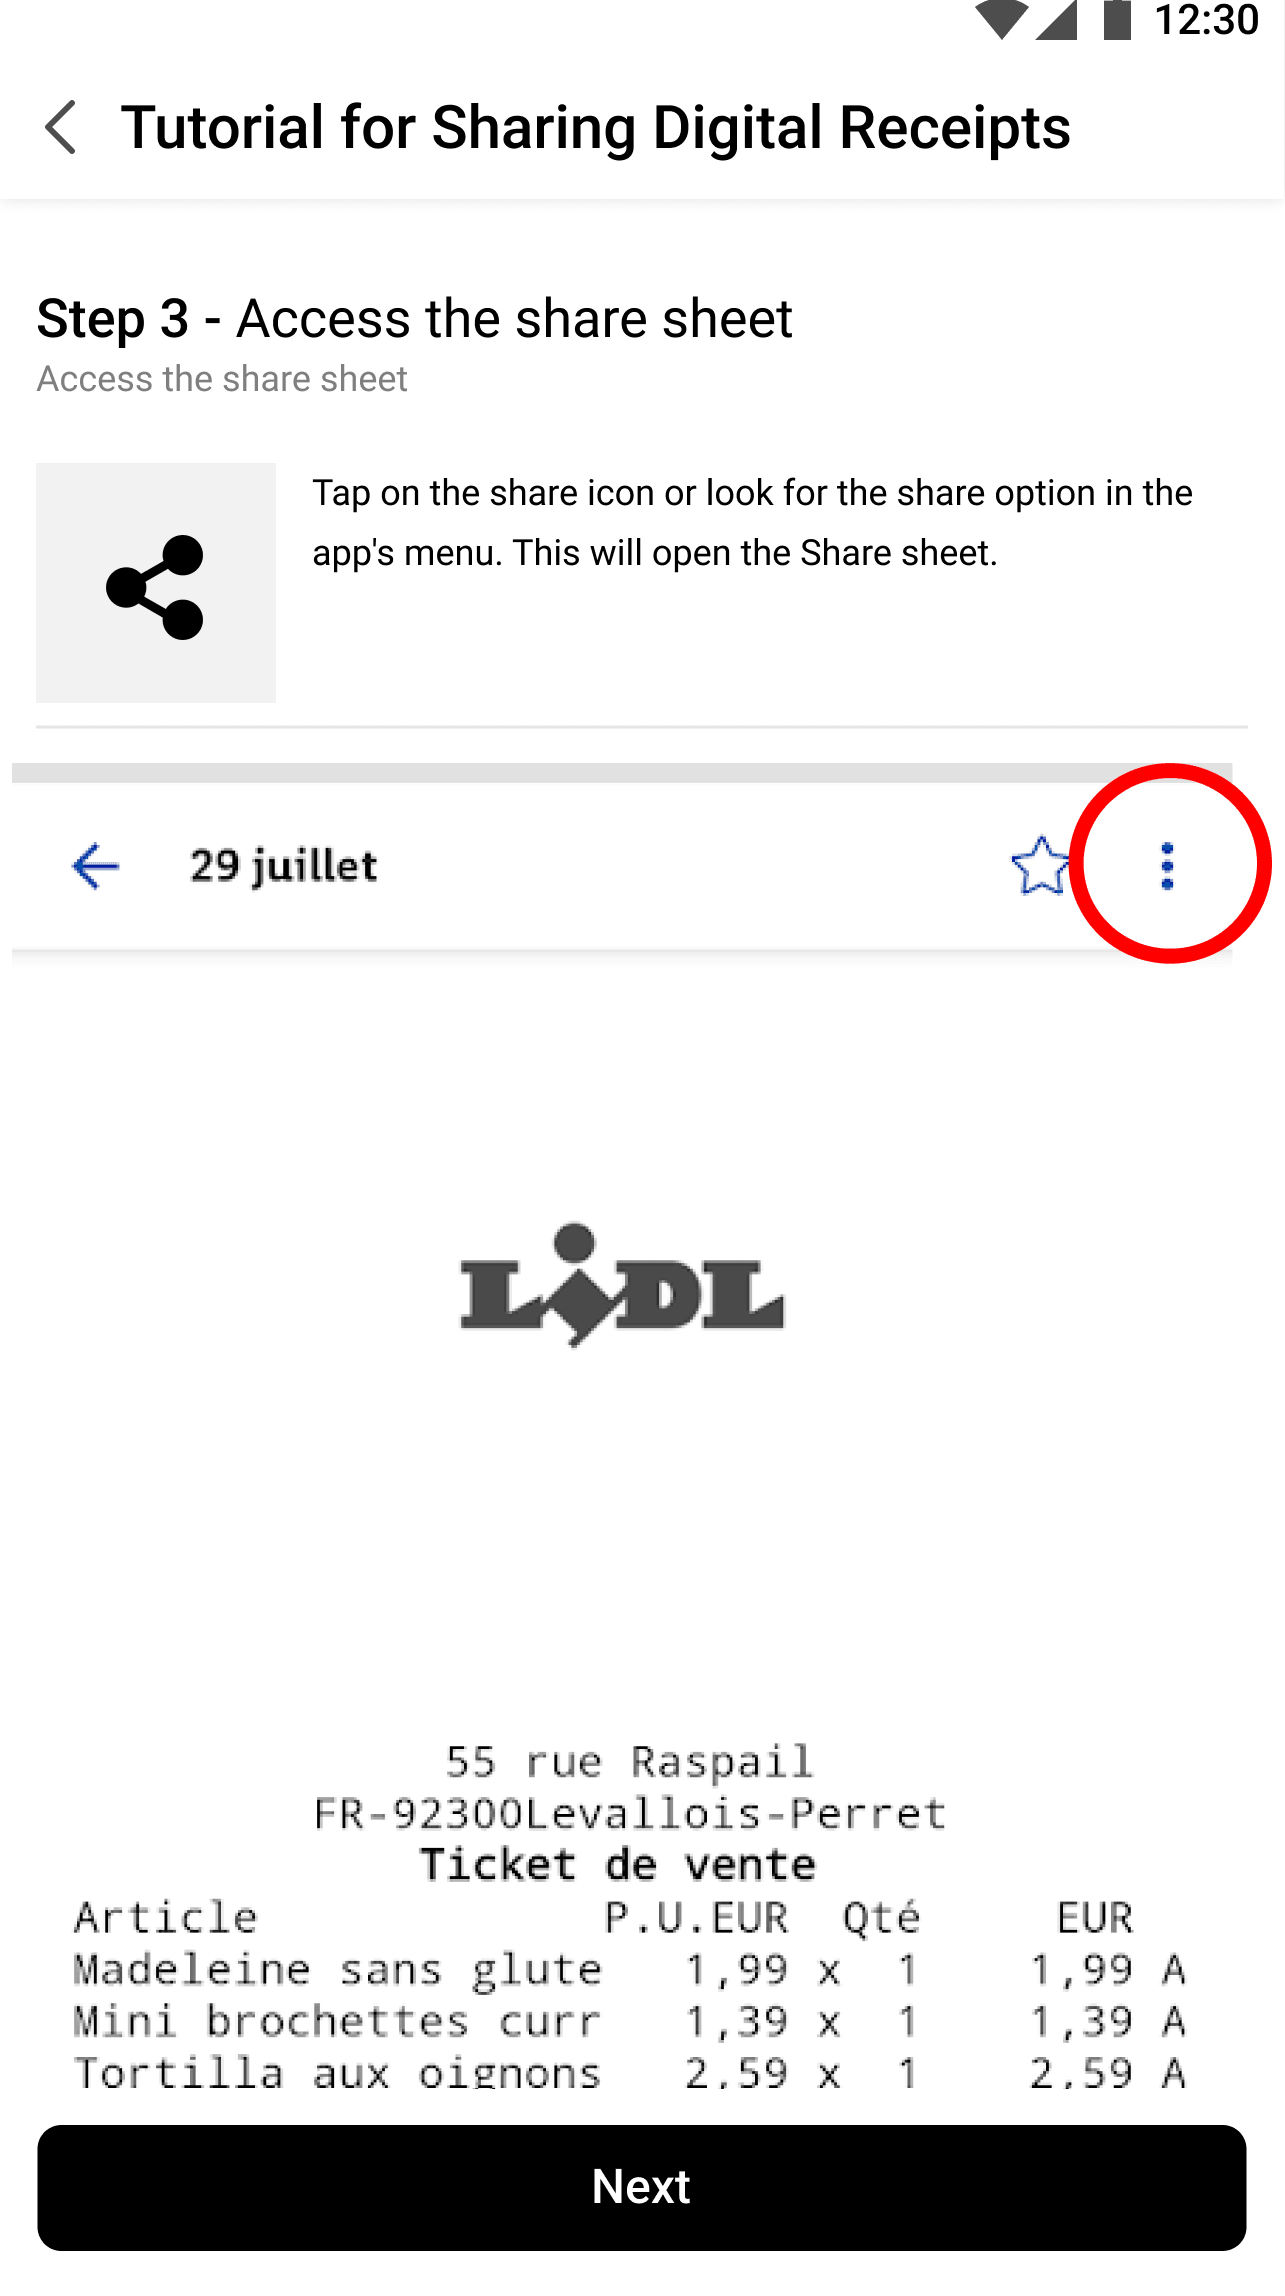 12:30
Tutorial for Sharing Digital Receipts
Step 3 - Access the share sheet
Access the share sheet
Tap on the share icon or look for the share option in the
app's menu. This will open the Share sheet.
29 juillet
LIDL
55 rue Raspail
FR-92300Levallois-Perret
Ticket de vente
Article P.U.EUR Qté EUR
Madeleine sans glute 1,99 x 1 1,99 A
Mini brochettes curr 1,39 x 1 1,39 A
Tortilla aux oignons 2,59 x 1 2,59 A
Next